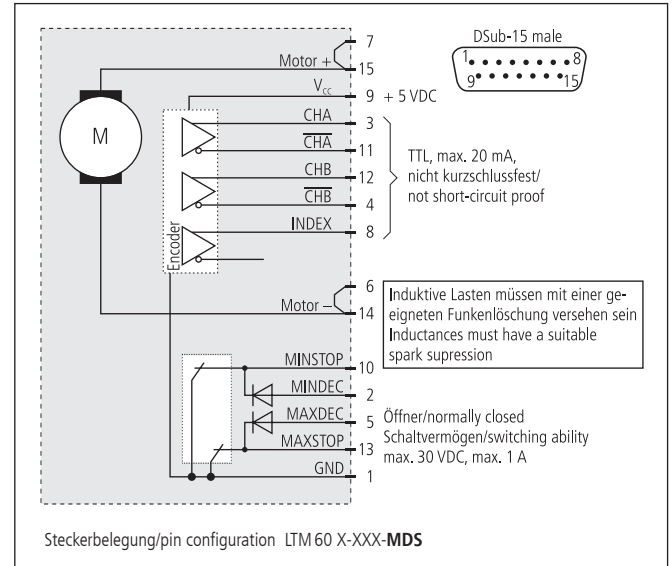 DSub-15 male
1 8
9 15
7
Motor + 15
V_cc 9 + 5 VDC
CHA 3
C̅H̅A̅ 11
CHB 12
C̅H̅B̅ 4
INDEX 8
TTL, max. 20 mA,
nicht kurzschlussfest/
not short-circuit proof
M
Encoder
6
Motor – 14
Induktive Lasten müssen mit einer ge-
eigneten Funkenlöschung versehen sein
Inductances must have a suitable
spark supression
MINSTOP 10
MINDEC 2
MAXDEC 5
MAXSTOP 13
GND 1
Öffner/normally closed
Schaltvermögen/switching ability
max. 30 VDC, max. 1 A
Steckerbelegung/pin configuration LTM 60 X-XXX-MDS